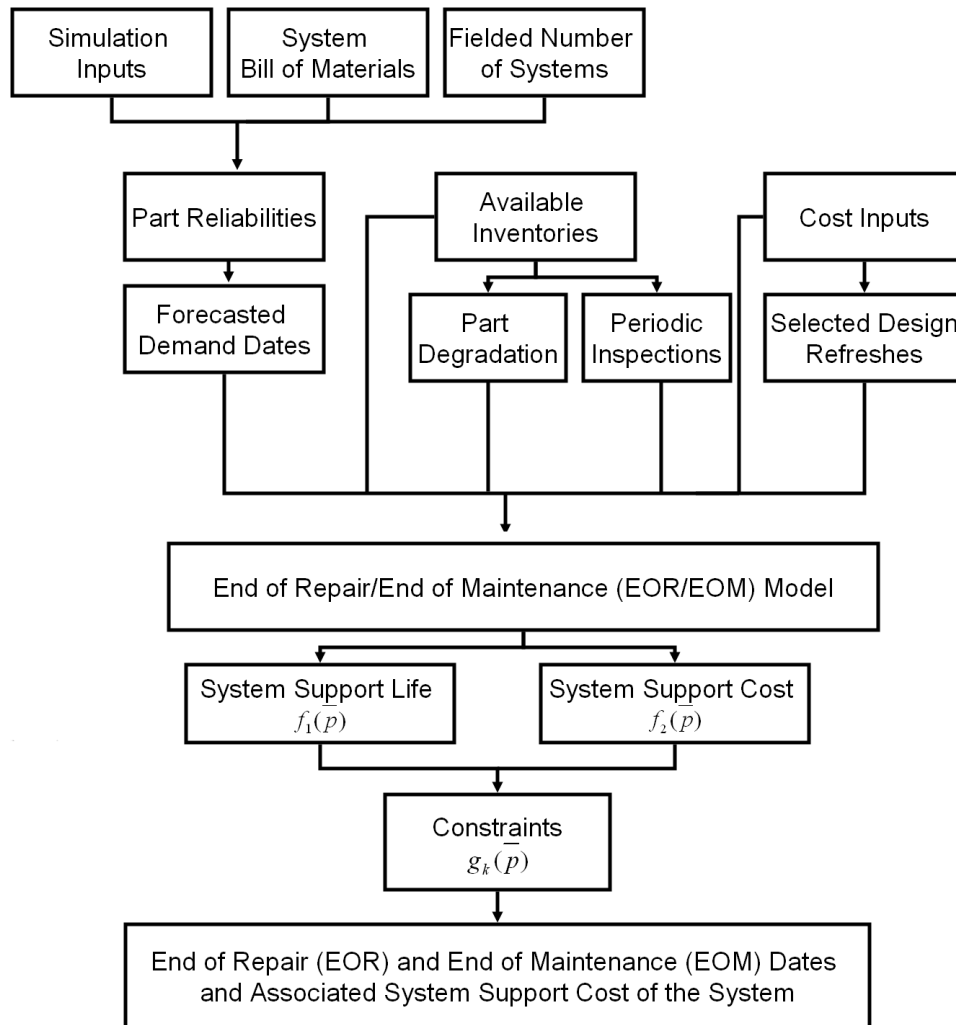 Simulation
Inputs
System
Bill of Materials
Fielded Number
of Systems
Part Reliabilities
Available
Inventories
Cost Inputs
Forecasted
Demand Dates
Part
Degradation
Periodic
Inspections
Selected Design
Refreshes
End of Repair/End of Maintenance (EOR/EOM) Model
System Support Life
f₁(p̅)
System Support Cost
f₂(p̅)
Constraints
gₖ(p̅)
End of Repair (EOR) and End of Maintenance (EOM) Dates
and Associated System Support Cost of the System